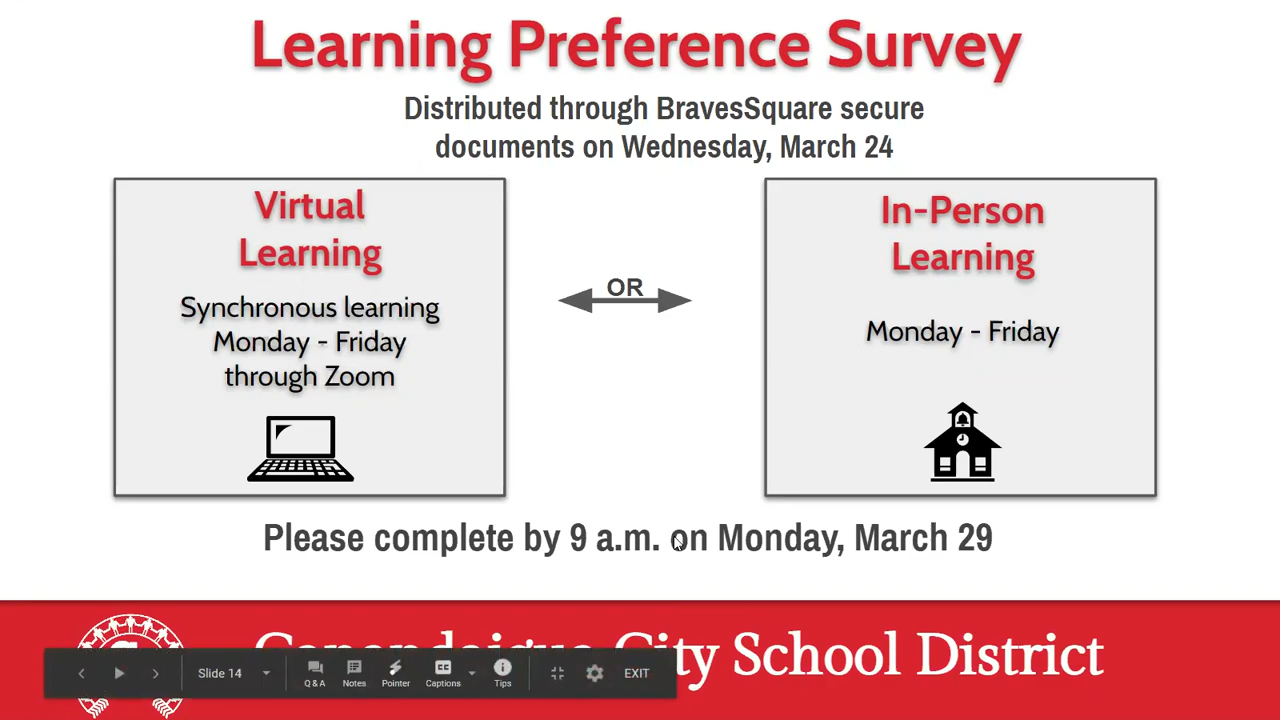 Learning Preference Survey
Distributed through BravesSquare secure
documents on Wednesday, March 24
Virtual
Learning
Synchronous learning
Monday - Friday
through Zoom
OR
In-Person
Learning
Monday - Friday
Please complete by 9 a.m. on Monday, March 29
City School District
Slide 14
Q & A
Notes
Pointer
Captions
Tips
EXIT